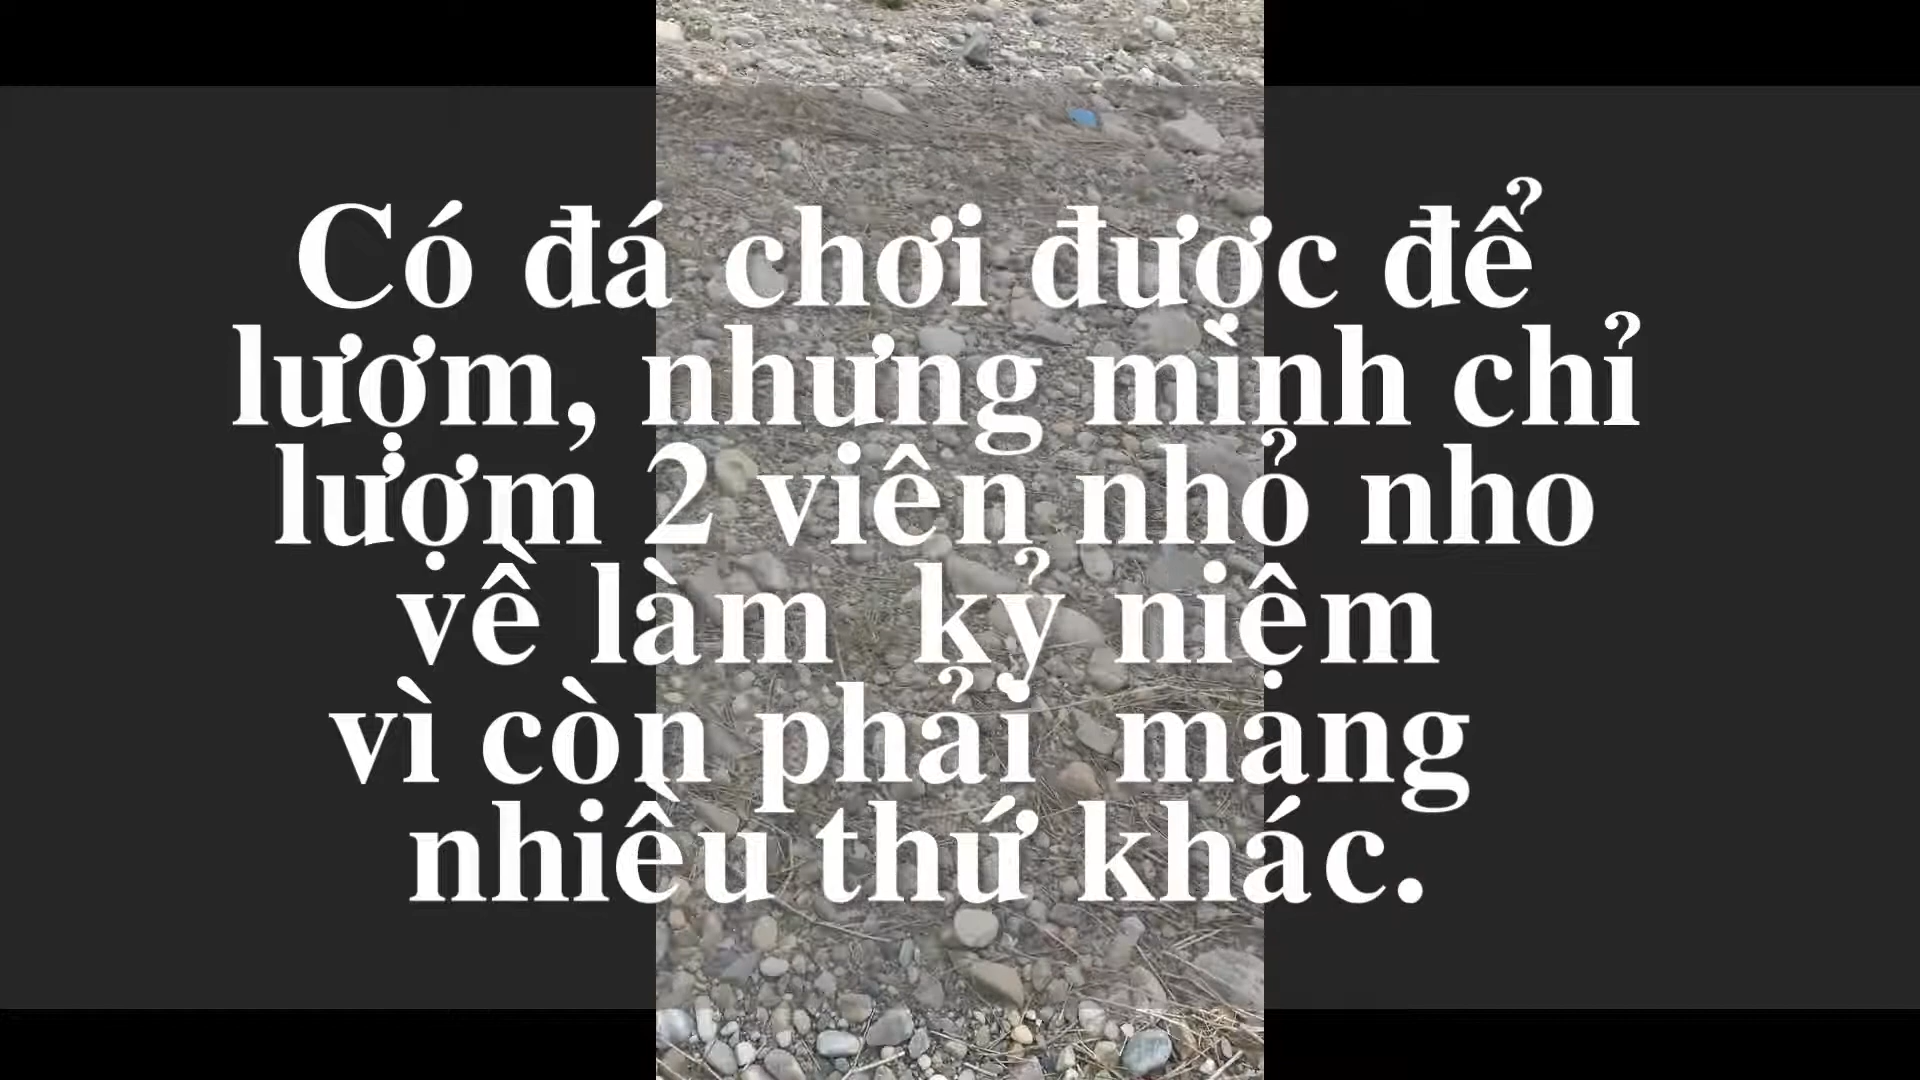 Có đá chơi được để
lượm, nhưng mình chỉ
lượm 2 viên nhỏ nho
về làm kỷ niệm
vì còn phải mang
nhiều thứ khác.